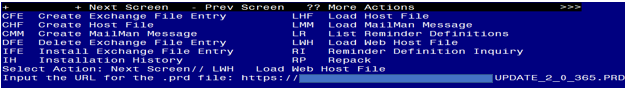 + + Next Screen - Prev Screen ?? More Actions >>>
CFE Create Exchange File Entry LHF Load Host File
CHF Create Host File LMM Load MailMan Message
CMM Create MailMan Message LR List Reminder Definitions
DFE Delete Exchange File Entry LWH Load Web Host File
IFE Install Exchange File Entry RI Reminder Definition Inquiry
IH Installation History RP Repack
Select Action: Next Screen// LWH Load Web Host File
Input the URL for the .prd file: https:// UPDATE_2_0_365.PRD